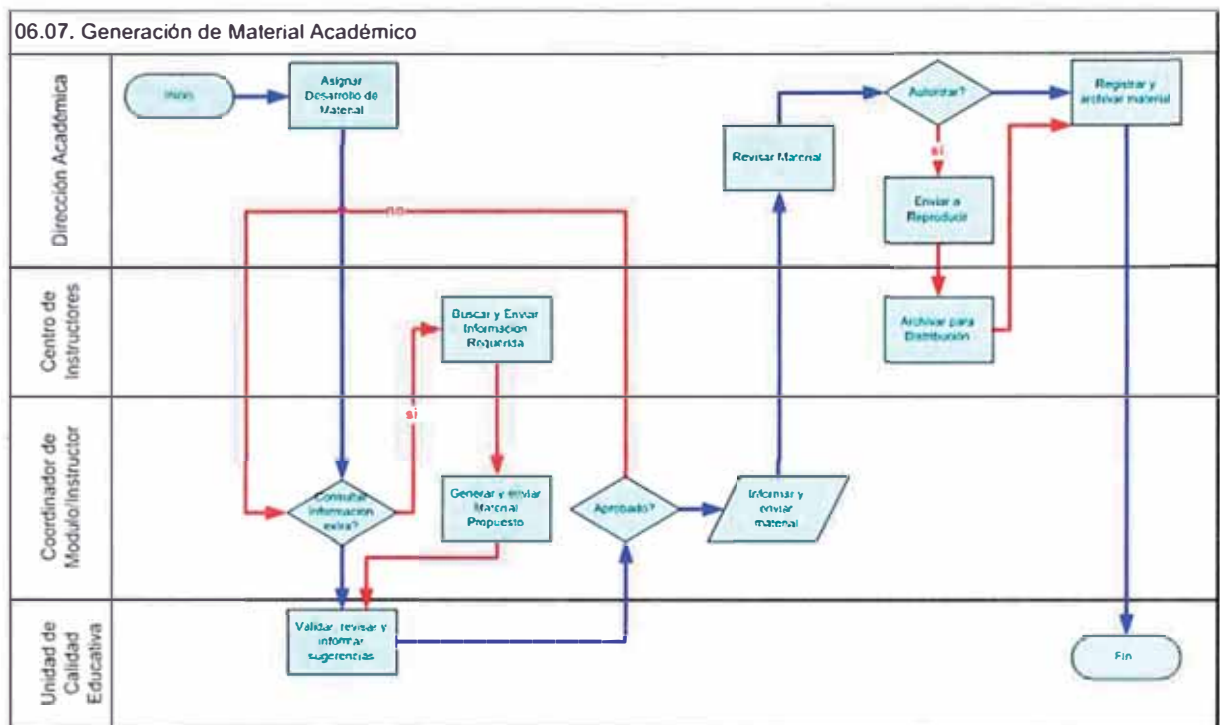 06.07. Generación de Material Académico
Dirección Académica
Inicio
Asignar
Desarrollo de
Material
Autorizar?
Registrar y
archivar material
Revisar Material
si
Enviar a
Reproducir
no
Centro de
Instructores
Buscar y Enviar
Información
Requerida
Archivar para
Distribución
si
Coordinador de
Modulo/Instructor
Consultar
información
extra?
Generar y enviar
Material
Propuesto
Aprobado?
Informar y
enviar
material
Unidad de
Calidad
Educativa
Validar, revisar y
informar
sugerencias
Fin